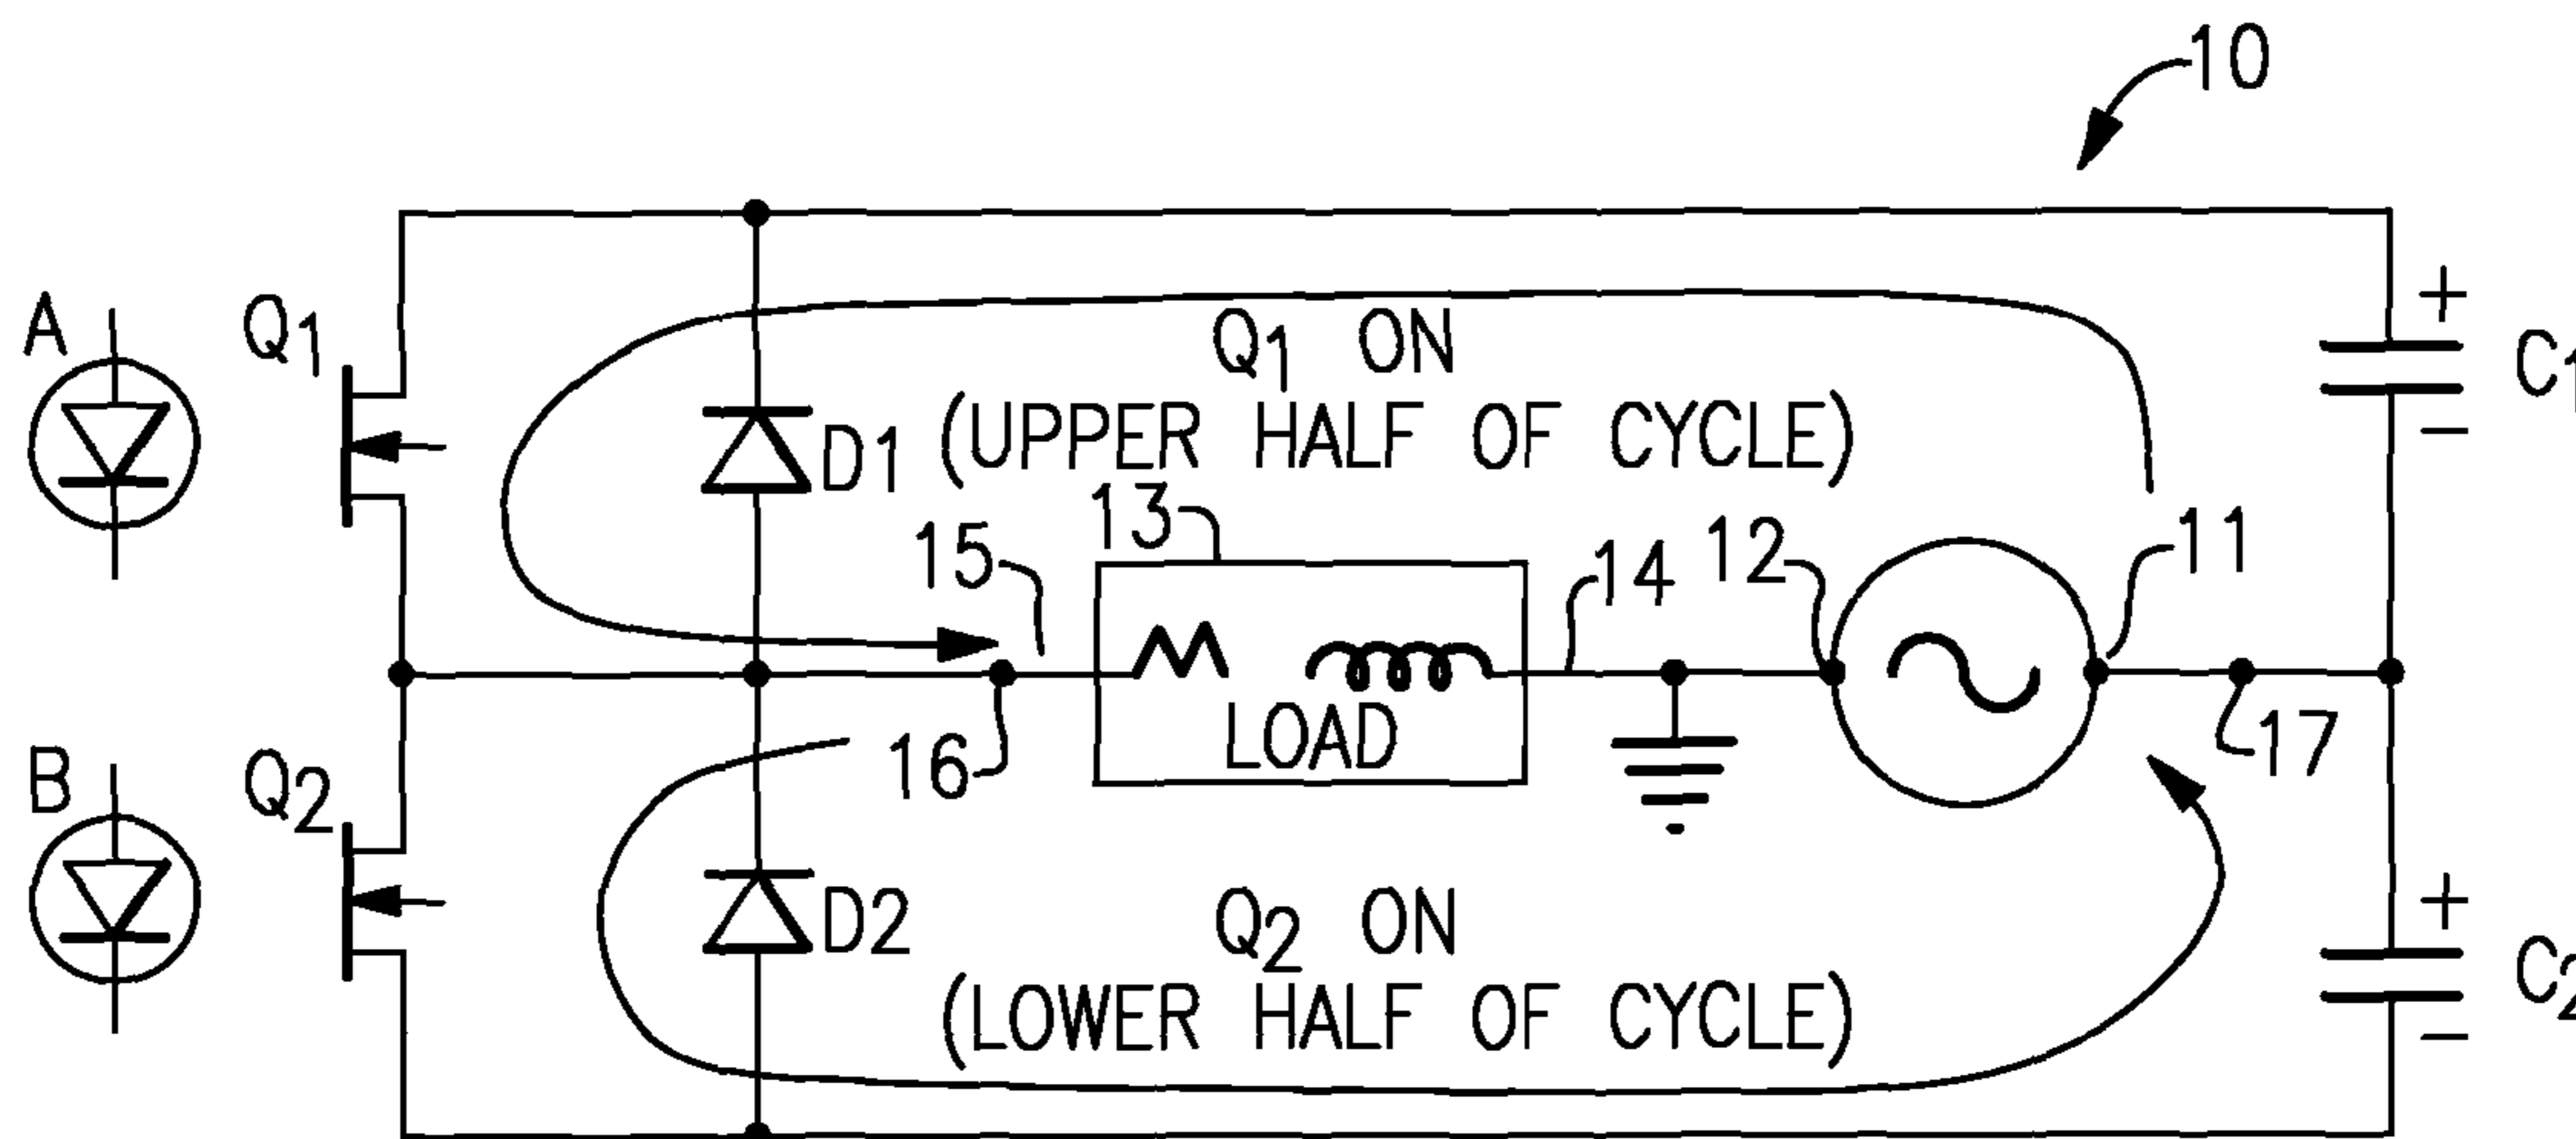 10
A
Q1
+
Q1 ON
C1
D1
(UPPER HALF OF CYCLE)
−
13
15
12
11
14
B
Q2
16
LOAD
17
D2
Q2 ON
+
C2
(LOWER HALF OF CYCLE)
−